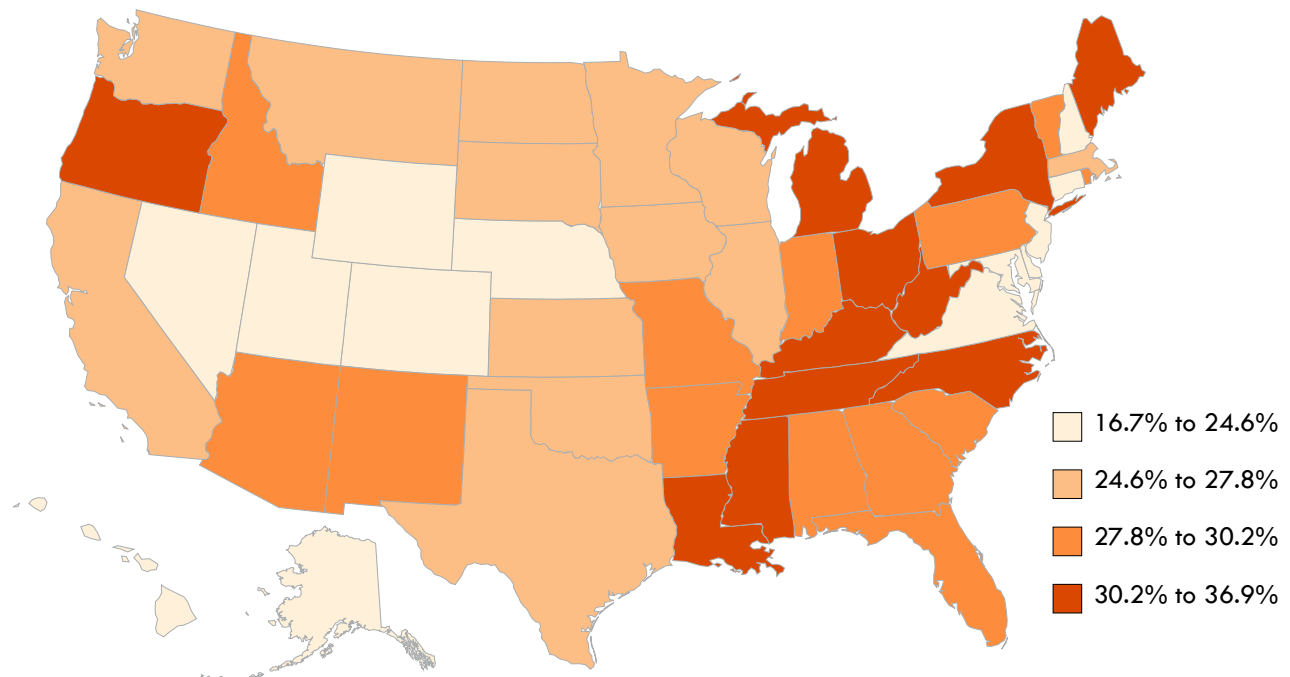 16.7% to 24.6%
24.6% to 27.8%
27.8% to 30.2%
30.2% to 36.9%